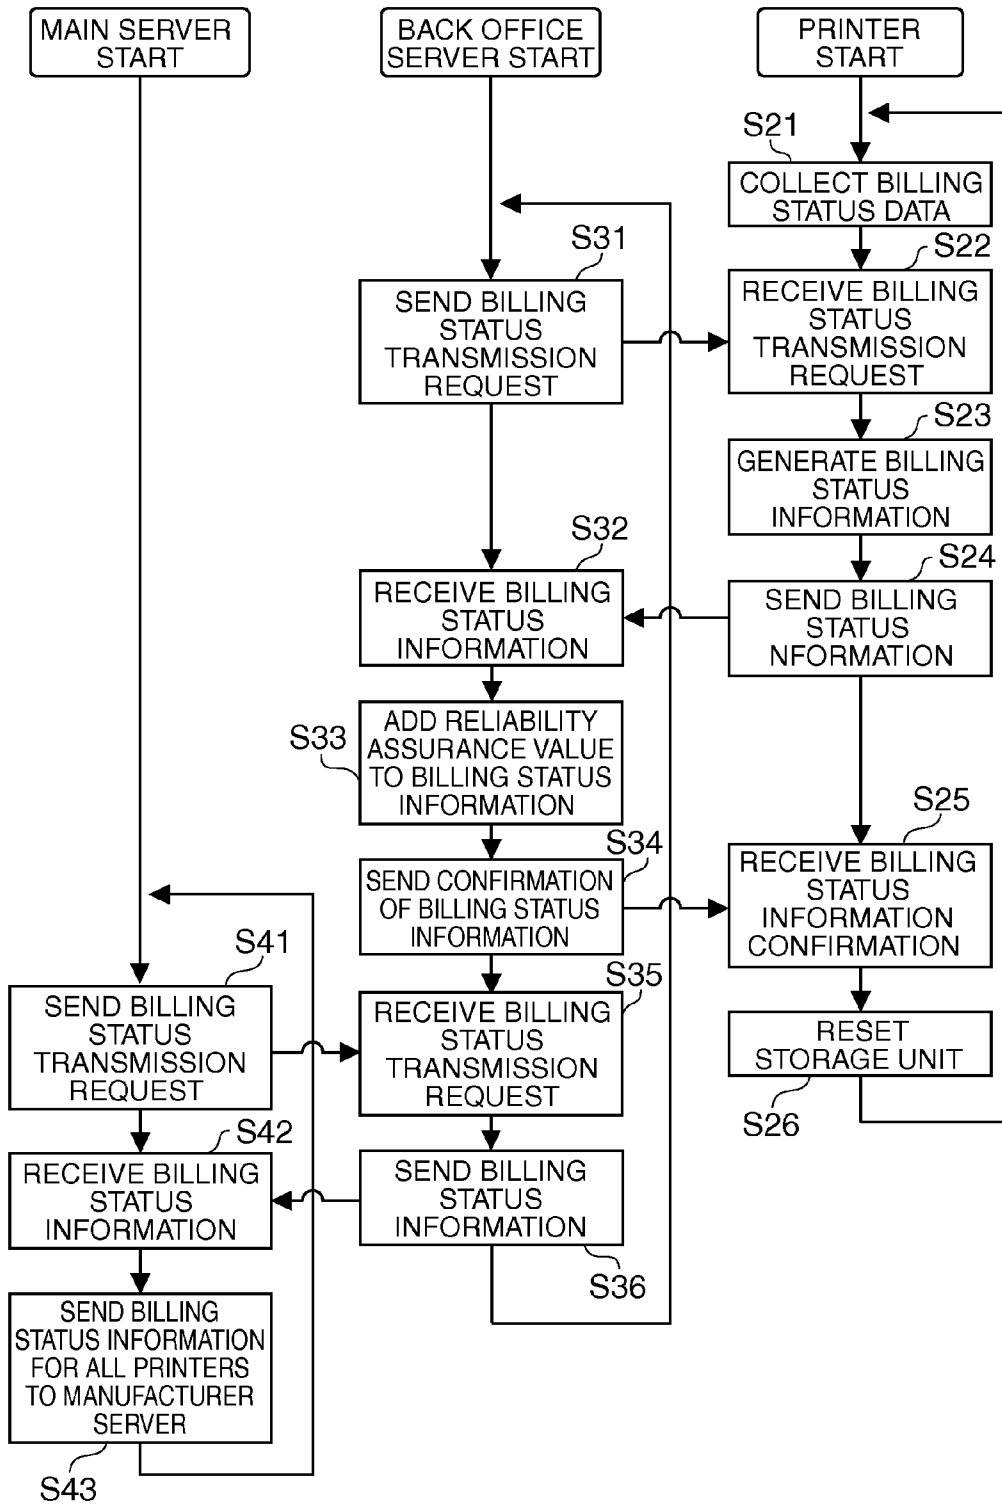 MAIN SERVER
START
S41
SEND BILLING
STATUS
TRANSMISSION
REQUEST
S42
RECEIVE BILLING
STATUS
INFORMATION
SEND BILLING
STATUS INFORMATION
FOR ALL PRINTERS
TO MANUFACTURER
SERVER
S43
BACK OFFICE
SERVER START
S31
SEND BILLING
STATUS
TRANSMISSION
REQUEST
S32
RECEIVE BILLING
STATUS
INFORMATION
S33
ADD RELIABILITY
ASSURANCE VALUE
TO BILLING STATUS
INFORMATION
S34
SEND CONFIRMATION
OF BILLING STATUS
INFORMATION
S35
RECEIVE BILLING
STATUS
TRANSMISSION
REQUEST
SEND BILLING
STATUS
INFORMATION
S36
PRINTER
START
S21
COLLECT BILLING
STATUS DATA
S22
RECEIVE BILLING
STATUS
TRANSMISSION
REQUEST
S23
GENERATE BILLING
STATUS
INFORMATION
S24
SEND BILLING
STATUS
NFORMATION
S25
RECEIVE BILLING
STATUS
INFORMATION
CONFIRMATION
RESET
STORAGE UNIT
S26